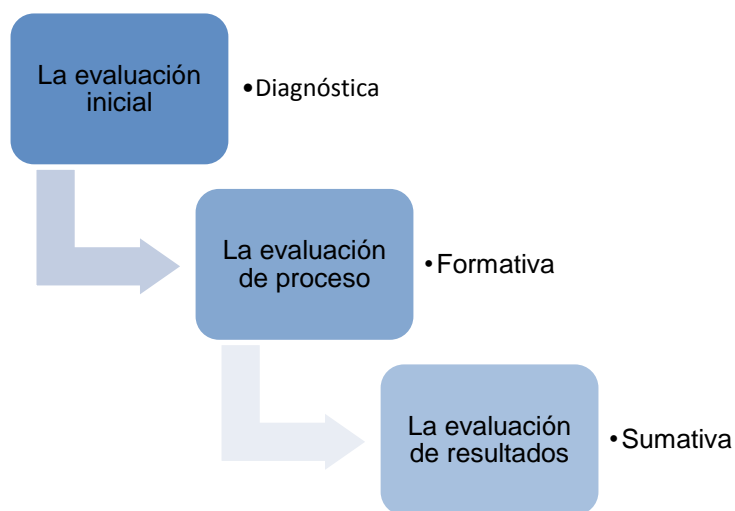 La evaluación
inicial
•Diagnóstica
La evaluación
de proceso
•Formativa
La evaluación
de resultados
•Sumativa